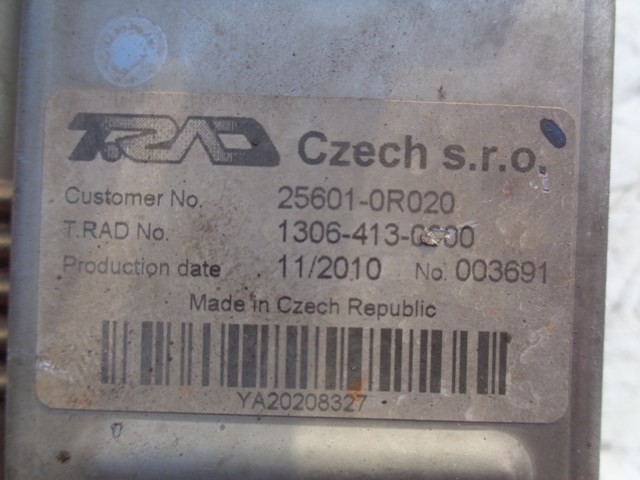 T.RAD Czech s.r.o.
Customer No. 25601-0R020
T.RAD No.
Production date 11/2010 No. 003691
Made in Czech Republic
YA20208327